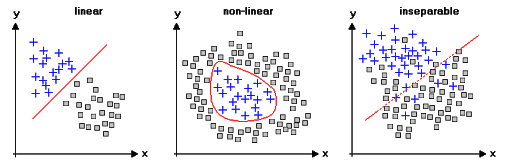 linear
non-linear
inseparable
y
y
y
x
x
x